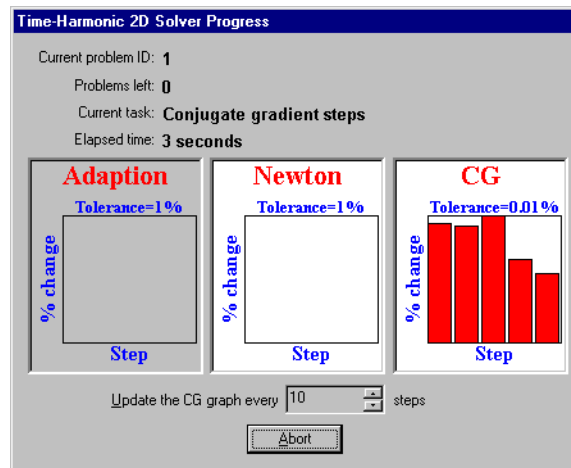 Time-Harmonic 2D Solver Progress
Current problem ID: 1
Problems left: 0
Current task: Conjugate gradient steps
Elapsed time: 3 seconds
Adaption
Tolerance=1%
% change
Step
Newton
Tolerance=1%
% change
Step
CG
Tolerance=0.01%
% change
Step
Update the CG graph every 10 steps
Abort